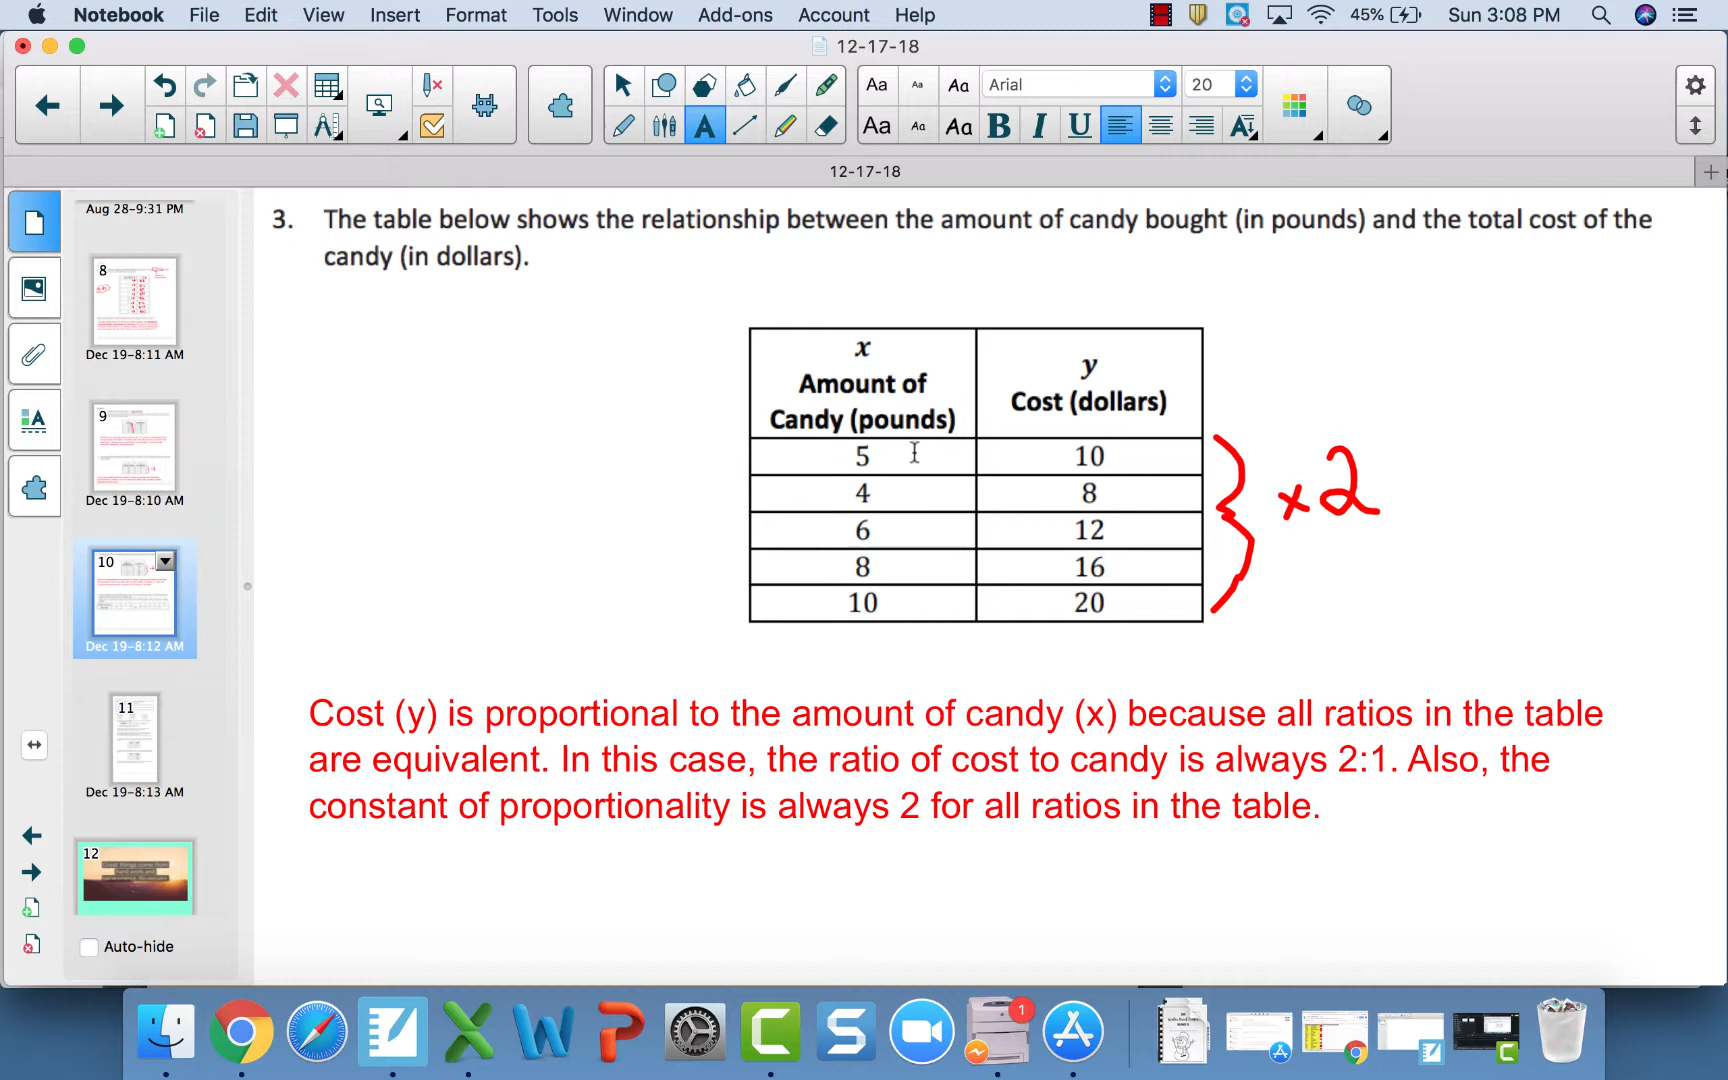 Notebook File Edit View Insert Format Tools Window Add-ons Account Help 45% Sun 3:08 PM
12-17-18
Aa Aa Aa Arial 20
A Aa Aa Aa B I U
12-17-18
Aug 28-9:31 PM
8
Dec 19-8:11 AM
9
Dec 19-8:10 AM
10
Dec 19-8:12 AM
11
Dec 19-8:13 AM
12
Auto-hide
3. The table below shows the relationship between the amount of candy bought (in pounds) and the total cost of the
candy (in dollars).
x
Amount of
Candy (pounds)
y
Cost (dollars)
5 10
4 8
6 12
8 16
10 20
×2
Cost (y) is proportional to the amount of candy (x) because all ratios in the table
are equivalent. In this case, the ratio of cost to candy is always 2:1. Also, the
constant of proportionality is always 2 for all ratios in the table.
1